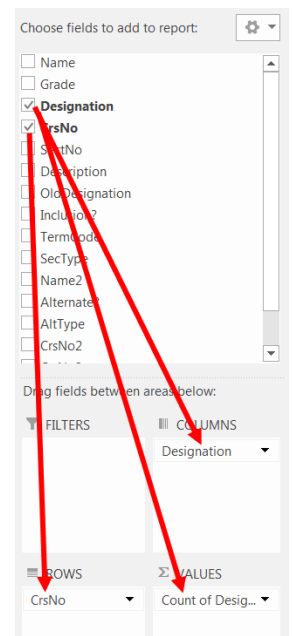 Choose fields to add to report:
Name
Grade
Designation
CrsNo
SectNo
Description
OldDesignation
Inclusion?
TermCode
SecType
Name2
Alternate?
AltType
CrsNo2
Drag fields between areas below:
FILTERS
COLUMNS
Designation
ROWS
Σ VALUES
CrsNo
Count of Desig...